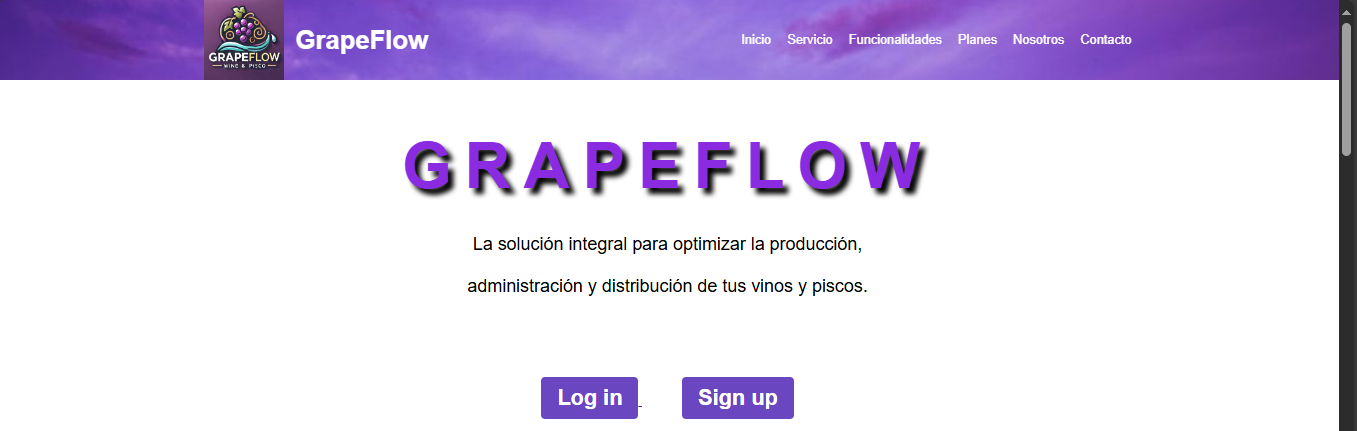 GRAPEFLOW
WINE & PISCO
GrapeFlow
Inicio Servicio Funcionalidades Planes Nosotros Contacto
GRAPEFLOW
La solución integral para optimizar la producción,
administración y distribución de tus vinos y piscos.
Log in Sign up